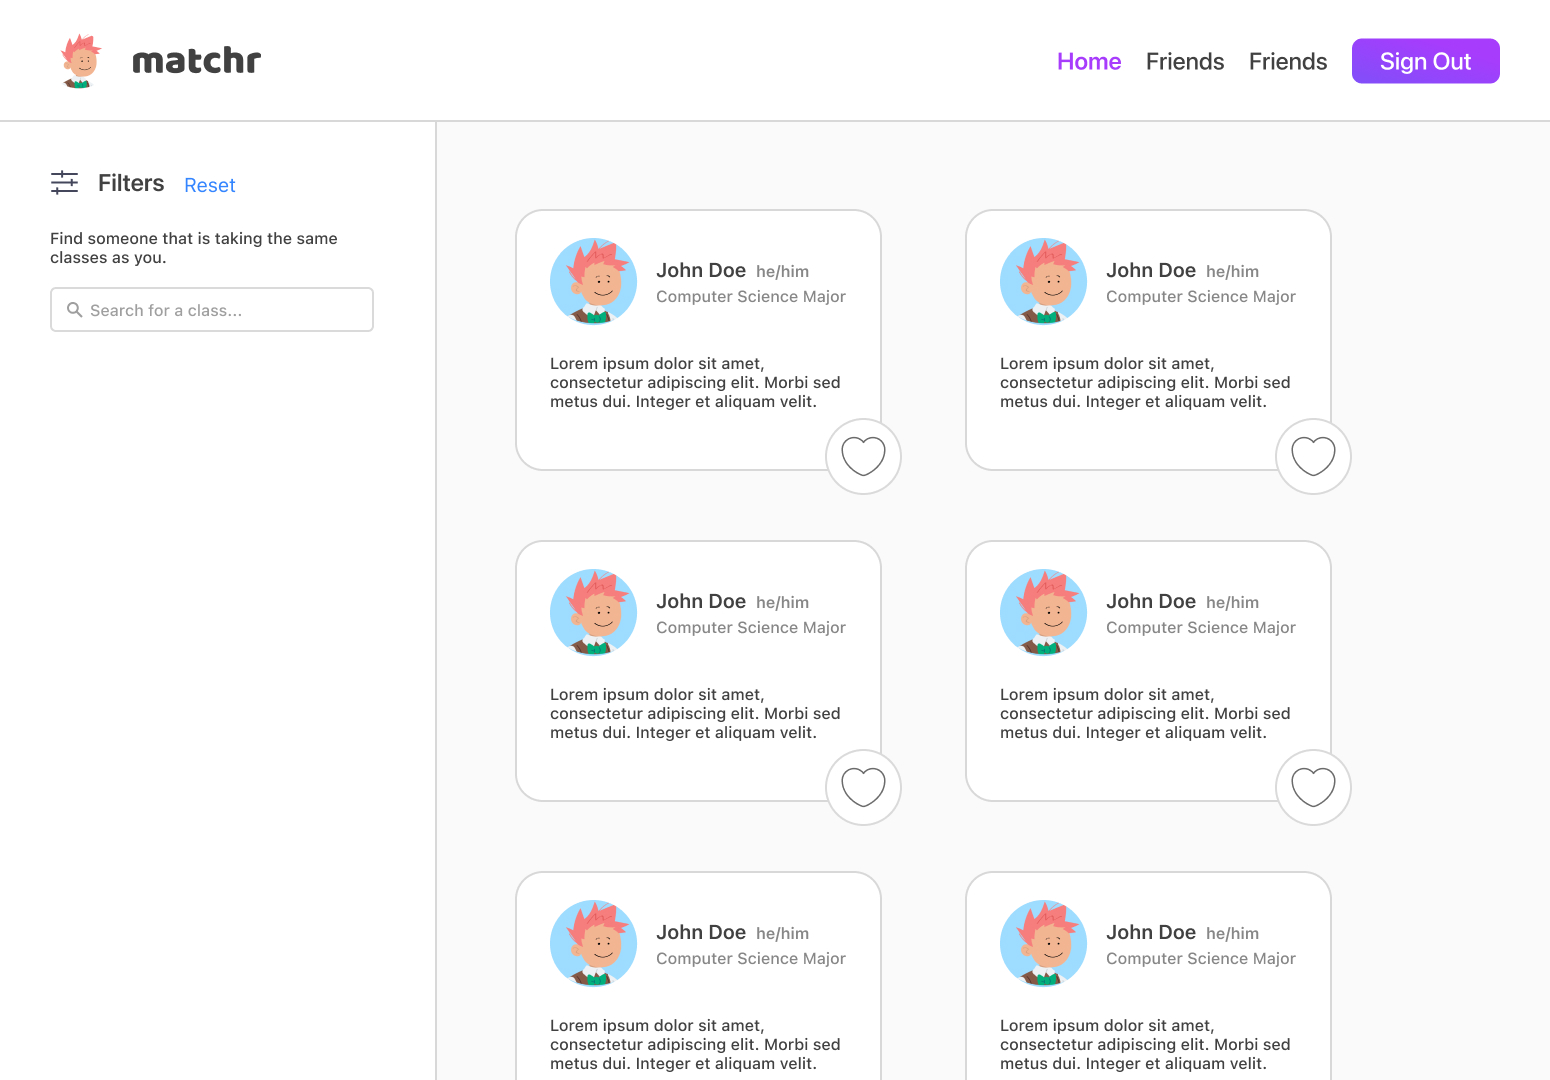 matchr
Home Friends Friends Sign Out
Filters Reset
Find someone that is taking the same
classes as you.
Search for a class...
John Doe he/him
Computer Science Major
Lorem ipsum dolor sit amet,
consectetur adipiscing elit. Morbi sed
metus dui. Integer et aliquam velit.
John Doe he/him
Computer Science Major
Lorem ipsum dolor sit amet,
consectetur adipiscing elit. Morbi sed
metus dui. Integer et aliquam velit.
John Doe he/him
Computer Science Major
Lorem ipsum dolor sit amet,
consectetur adipiscing elit. Morbi sed
metus dui. Integer et aliquam velit.
John Doe he/him
Computer Science Major
Lorem ipsum dolor sit amet,
consectetur adipiscing elit. Morbi sed
metus dui. Integer et aliquam velit.
John Doe he/him
Computer Science Major
Lorem ipsum dolor sit amet,
consectetur adipiscing elit. Morbi sed
metus dui. Integer et aliquam velit.
John Doe he/him
Computer Science Major
Lorem ipsum dolor sit amet,
consectetur adipiscing elit. Morbi sed
metus dui. Integer et aliquam velit.